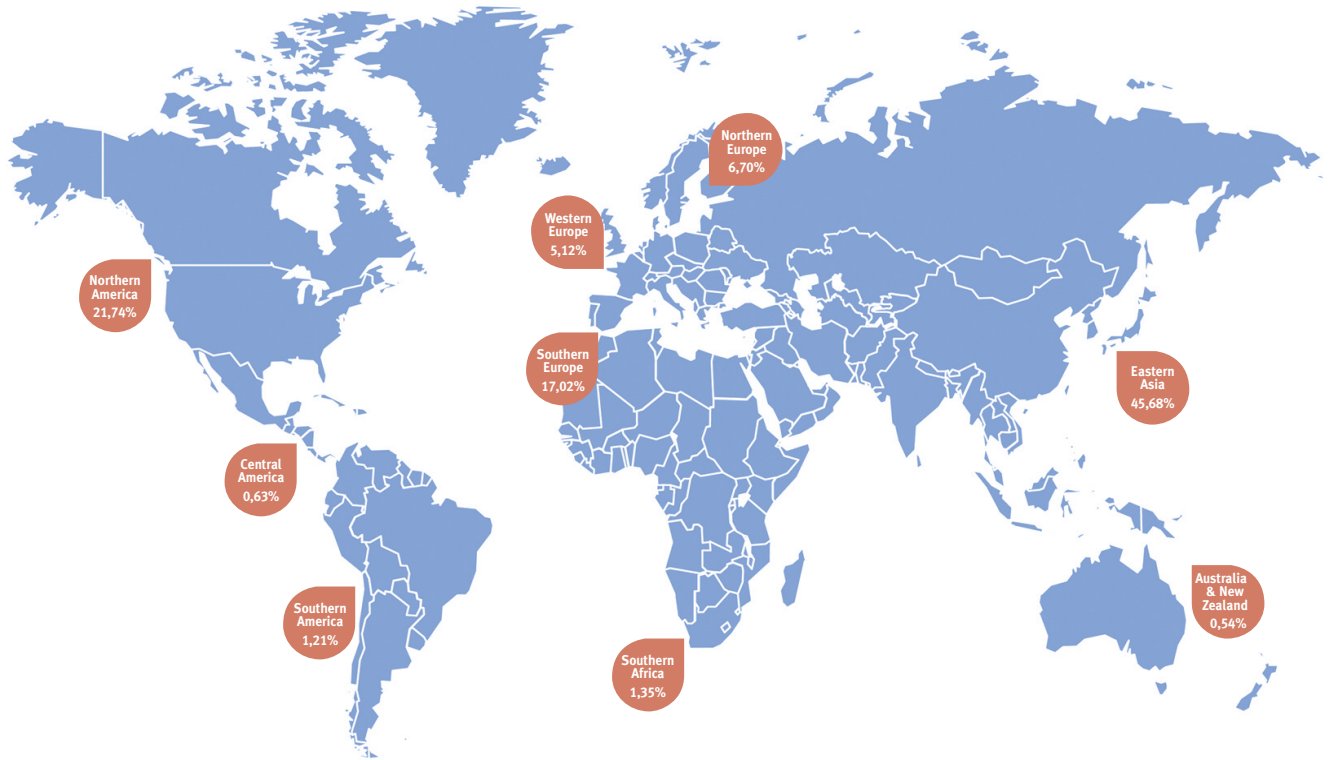 Northern
Europe
6,70%
Western
Europe
5,12%
Northern
America
21,74%
Southern
Europe
17,02%
Eastern
Asia
45,68%
Central
America
0,63%
Southern
America
1,21%
Australia
& New
Zealand
0,54%
Southern
Africa
1,35%